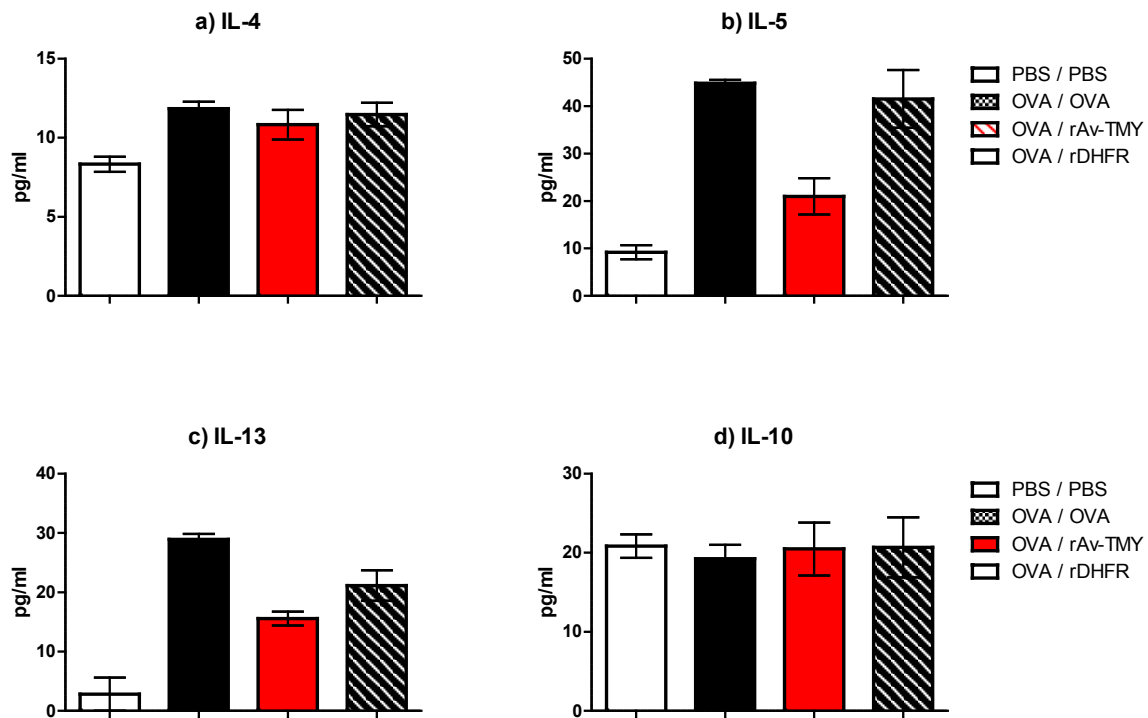 a) IL-4
15
10
5
0
pg/ml
b) IL-5
50
40
30
20
10
0
pg/ml
PBS / PBS
OVA / OVA
OVA / rAv-TMY
OVA / rDHFR
c) IL-13
40
30
20
10
0
pg/ml
d) IL-10
30
20
10
0
pg/ml
PBS / PBS
OVA / OVA
OVA / rAv-TMY
OVA / rDHFR